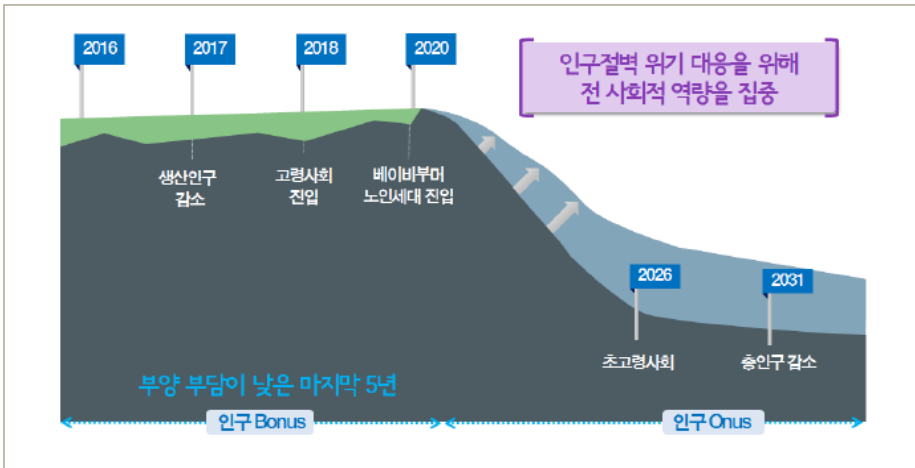 2016
2017
2018
2020
인구절벽 위기 대응을 위해
전 사회적 역량을 집중
생산인구
감소
고령사회
진입
베이비부머
노인세대 진입
2026
2031
초고령사회
총인구 감소
부양 부담이 낮은 마지막 5년
인구 Bonus
인구 Onus